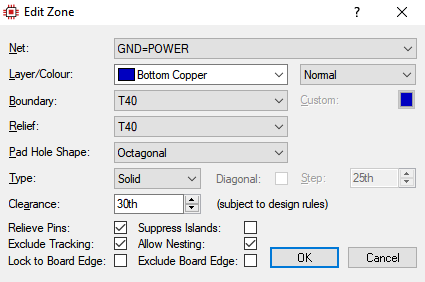 Edit Zone
Net: GND=POWER
Layer/Colour: Bottom Copper Normal
Boundary: T40 Custom:
Relief: T40
Pad Hole Shape: Octagonal
Type: Solid Diagonal: Step: 25th
Clearance: 30th (subject to design rules)
Relieve Pins: Suppress Islands:
Exclude Tracking: Allow Nesting:
Lock to Board Edge: Exclude Board Edge: OK Cancel